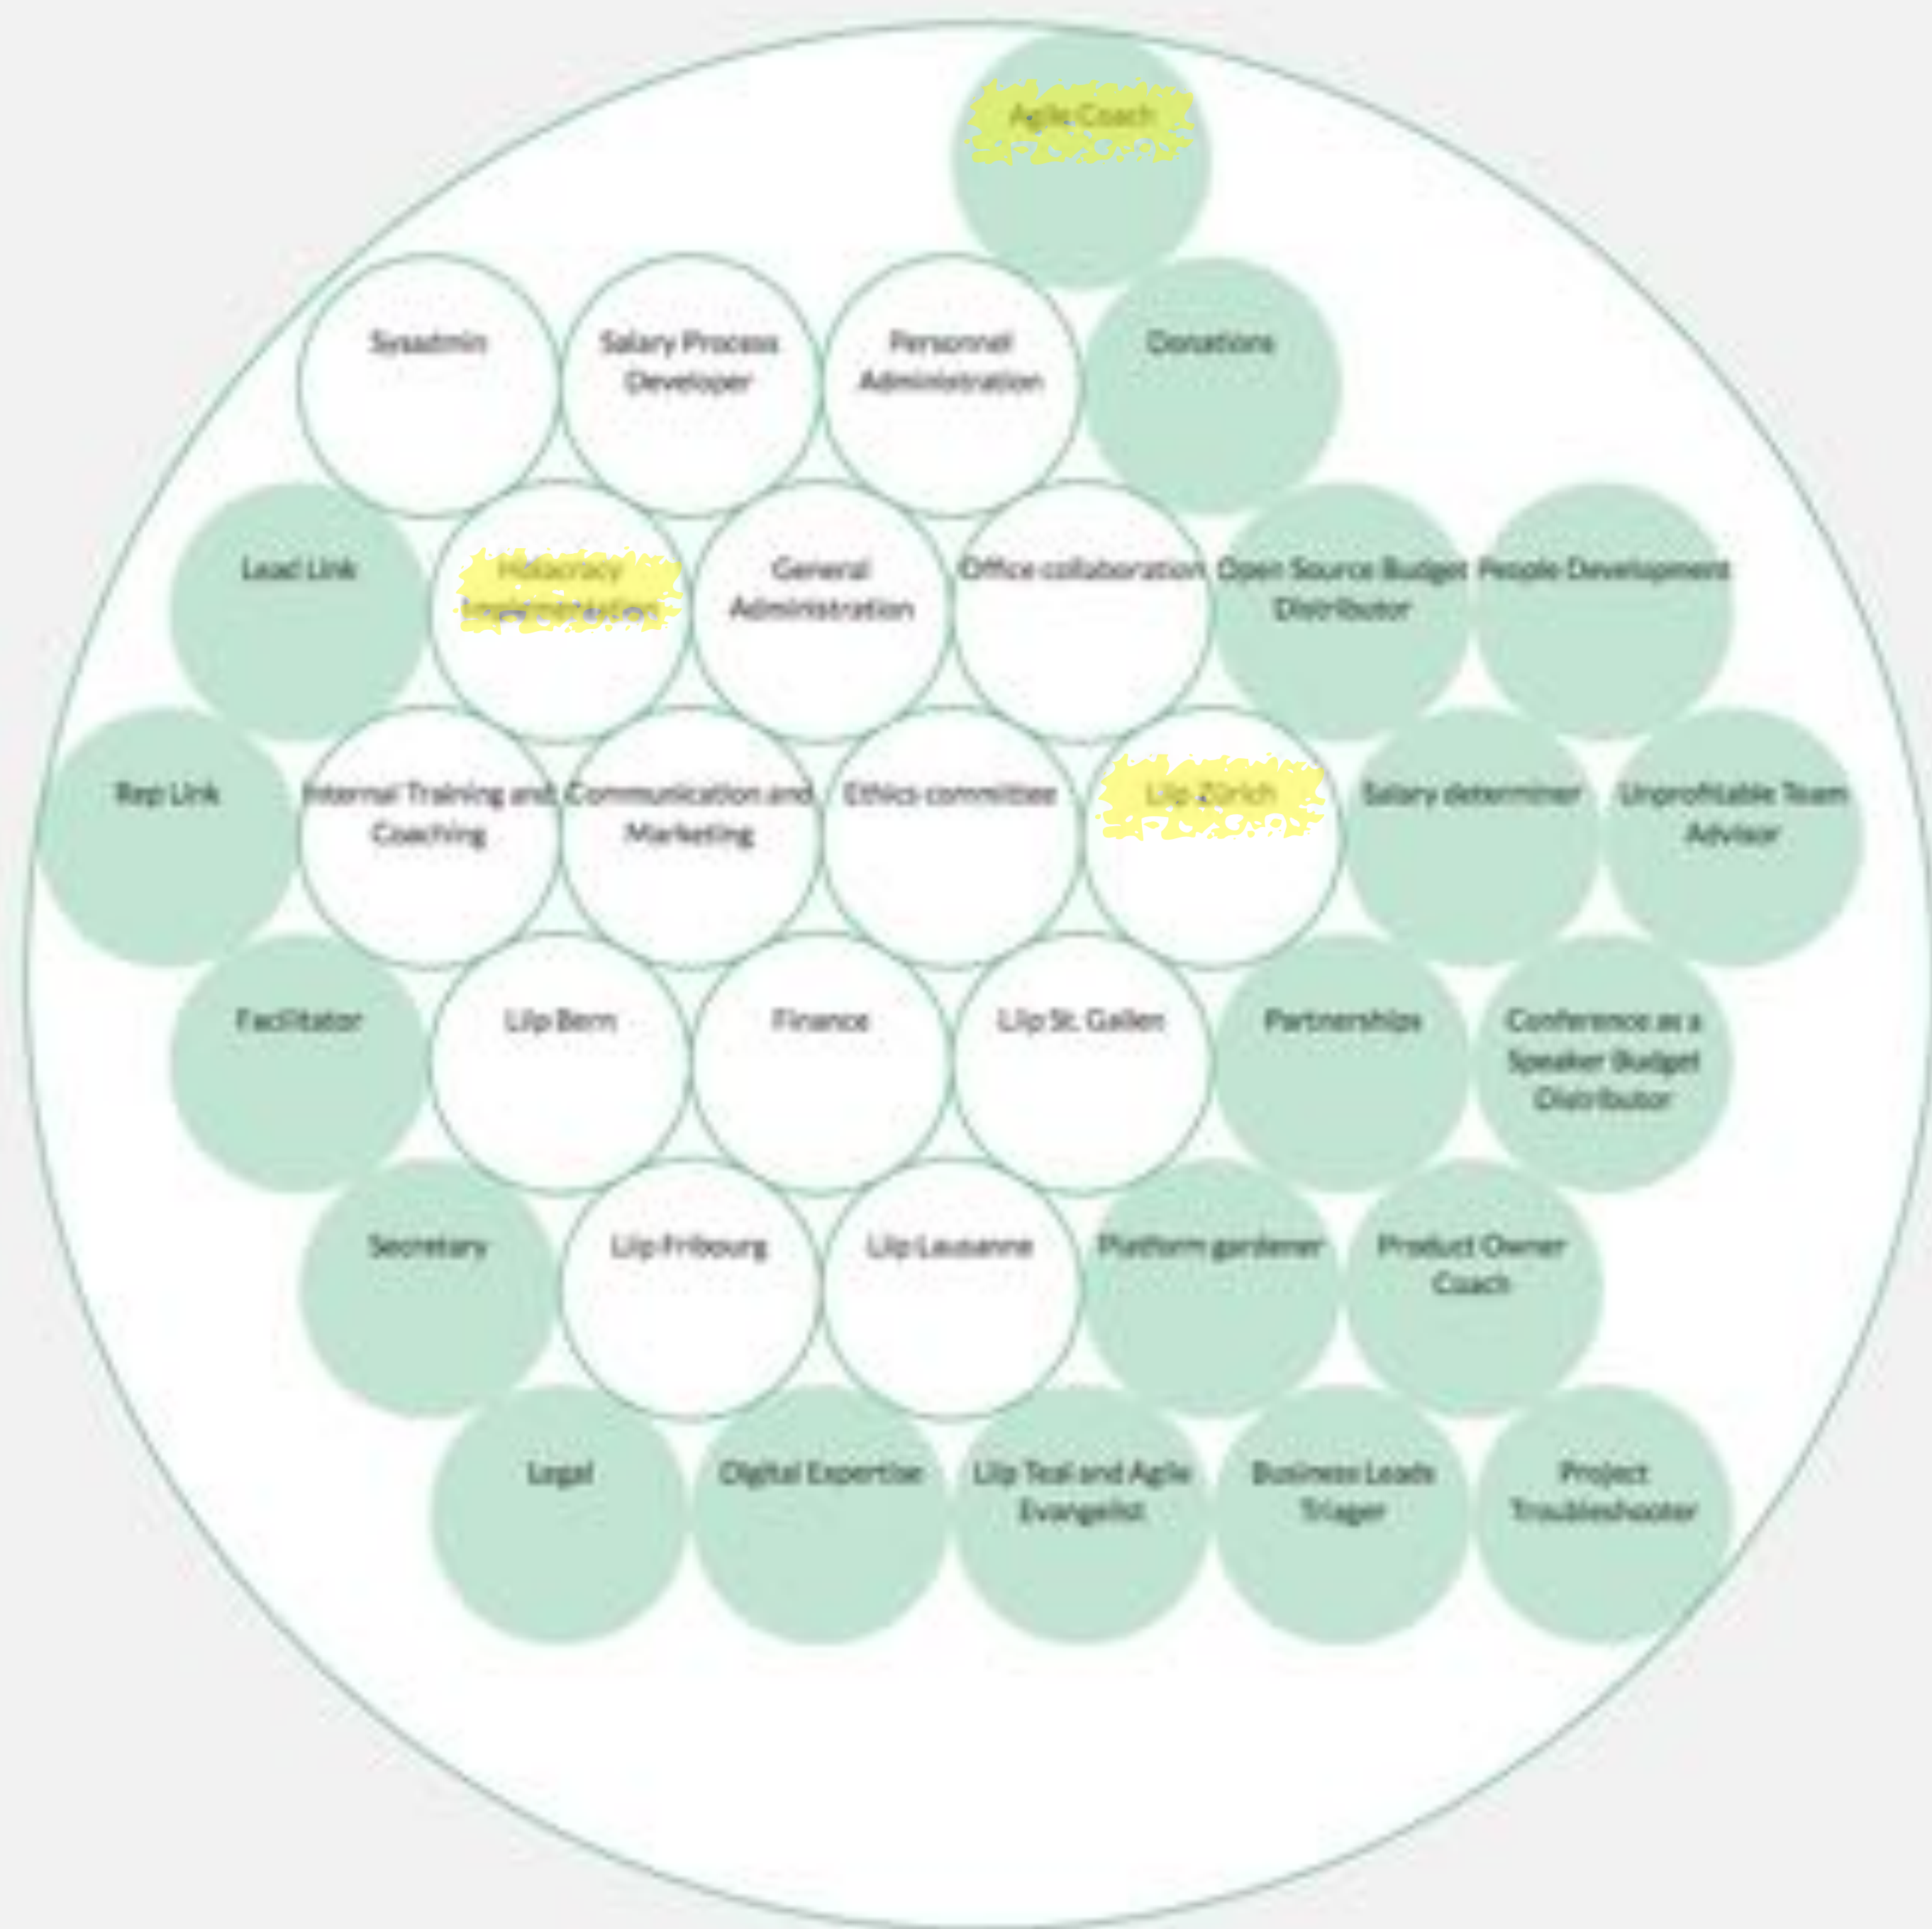 Agile Coach
Sysadmin
Salary Process
Developer
Personnel
Administration
Donations
Lead Link
Holacracy
Implementation
General
Administration
Office collaboration
Open Source Budget
Distributor
People Development
Rep Link
Internal Training and
Coaching
Communication and
Marketing
Ethics committee
Liip Zürich
Salary determiner
Unprofitable Team
Advisor
Facilitator
Liip Bern
Finance
Liip St. Gallen
Partnerships
Conference as a
Speaker Budget
Distributor
Secretary
Liip Fribourg
Liip Lausanne
Platform gardener
Product Owner
Coach
Legal
Digital Expertise
Liip Teal and Agile
Evangelist
Business Leads
Triager
Project
Troubleshooter